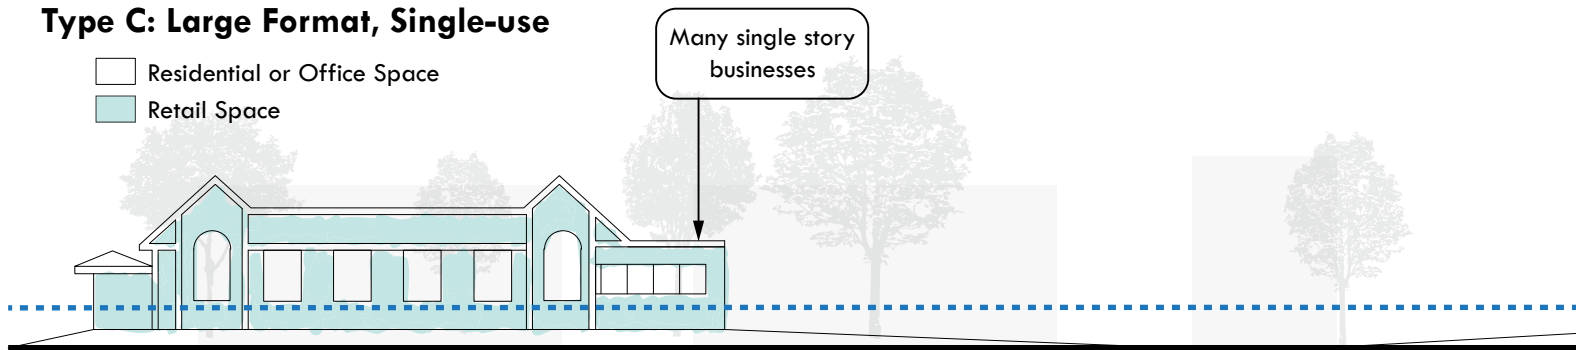 Type C: Large Format, Single-use
Residential or Office Space
Retail Space
Many single story
businesses